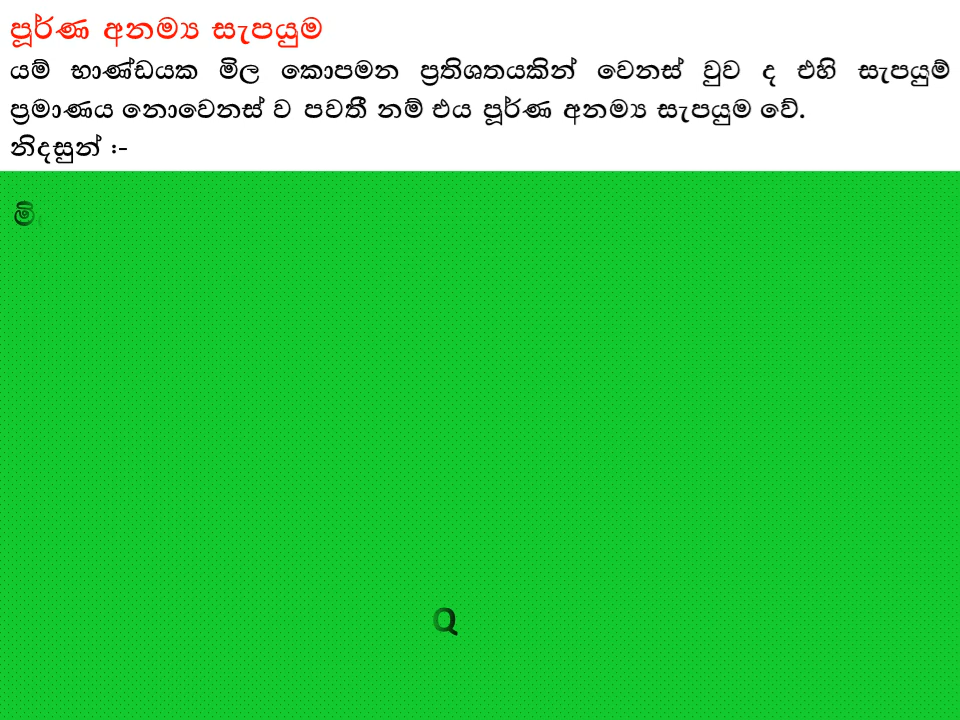 පූර්ණ අනම්‍ය සැපයුම
යම් භාණ්ඩයක මිල කොපමන ප්‍රතිශතයකින් වෙනස් වුව ද එහි සැපයුම්
ප්‍රමාණය නොවෙනස් ව පවතී නම් එය පූර්ණ අනම්‍ය සැපයුම වේ.
නිදසුන් :-
මි
Q